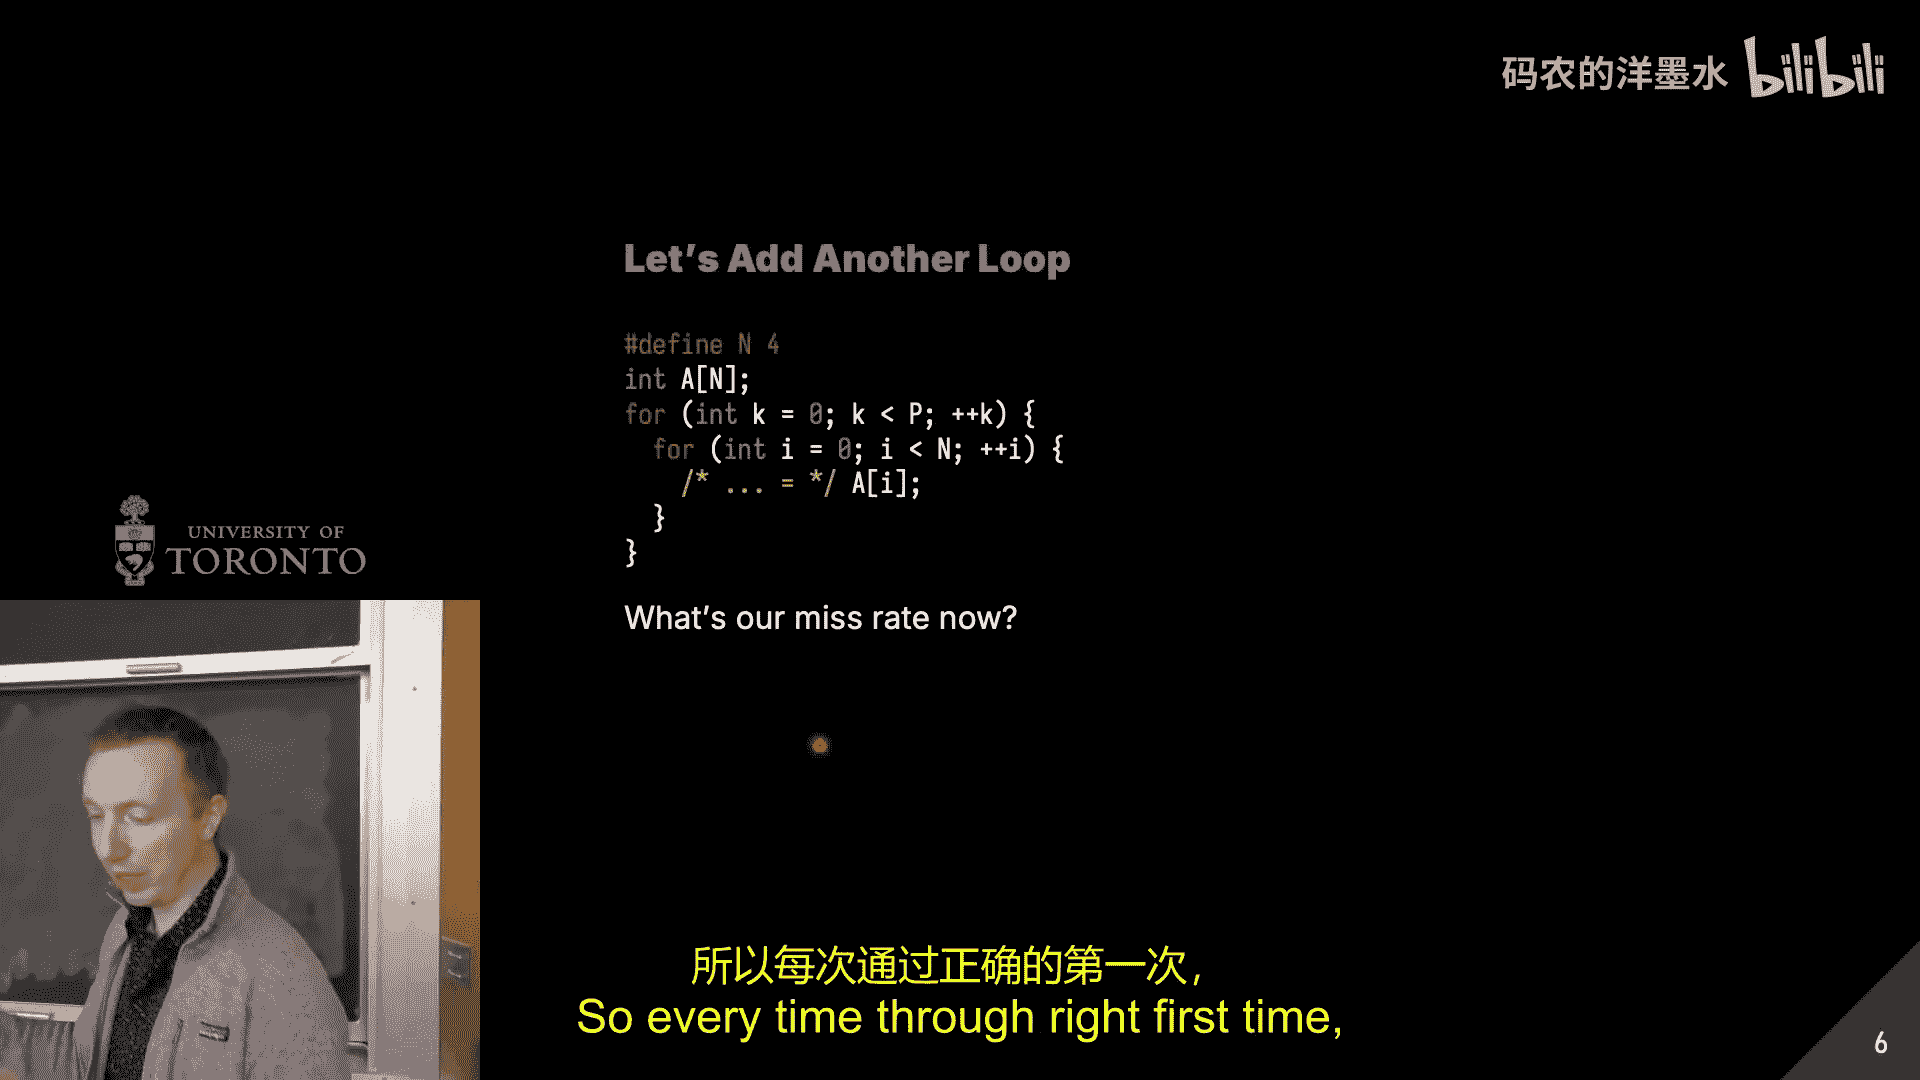 码农的洋墨水 bilibili
Let’s Add Another Loop
#define N 4
int A[N];
for (int k = 0; k < P; ++k) {
  for (int i = 0; i < N; ++i) {
    /* ... = */ A[i];
  }
}
What’s our miss rate now?
UNIVERSITY OF
TORONTO
所以每次通过正确的第一次，
So every time through right first time,
6